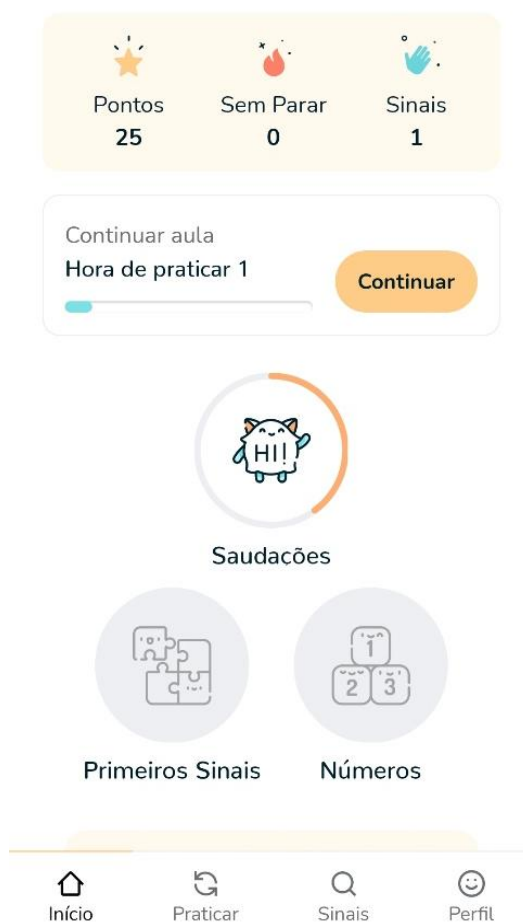 Pontos Sem Parar Sinais
25 0 1
Continuar aula
Hora de praticar 1
Continuar
HI!
Saudações
1
2 3
Primeiros Sinais Números
Início Praticar Sinais Perfil